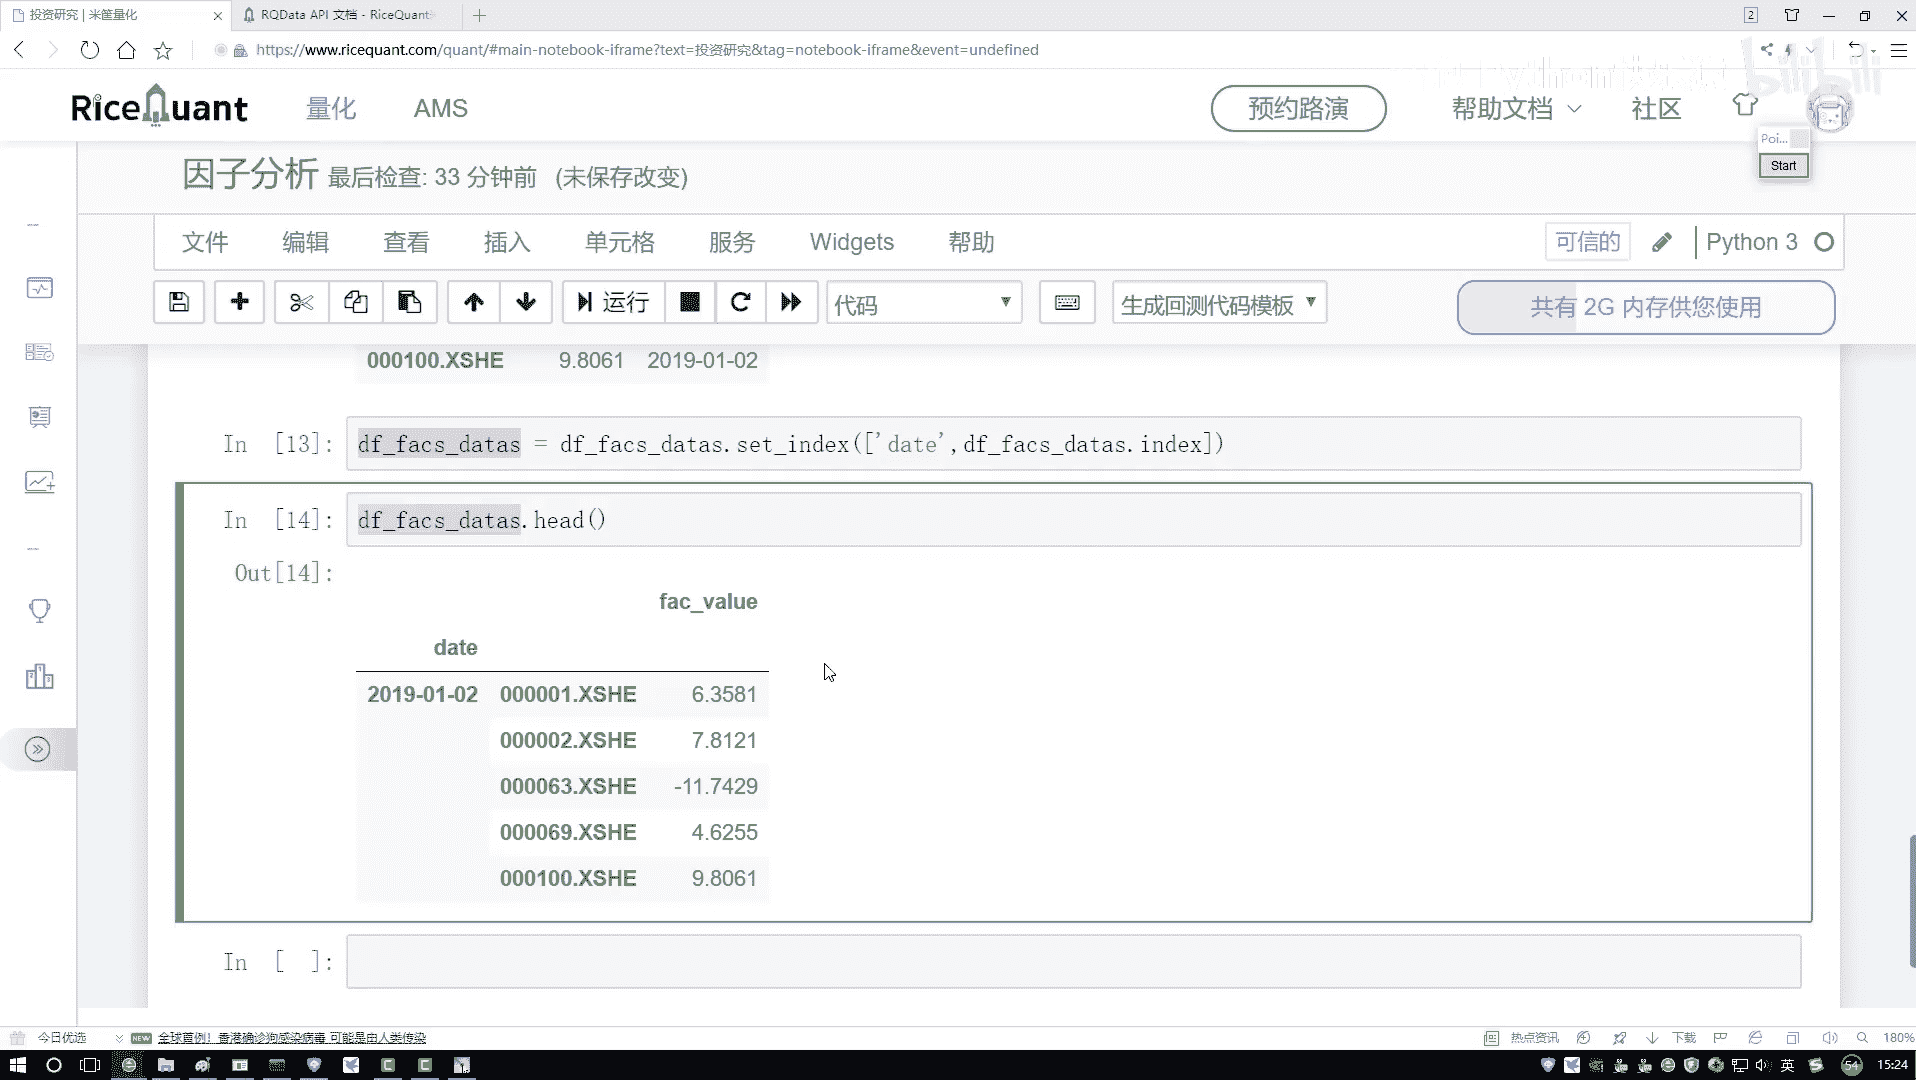 投资研究 | 米筐量化
RQData API 文档 - RiceQuant
2
https://www.ricequant.com/quant/#main-notebook-iframe?text=投资研究&tag=notebook-iframe&event=undefined
bilibili
RiceQuant 量化 AMS 预约路演 帮助文档 社区
Poi...
Start
因子分析 最后检查: 33 分钟前 (未保存改变)
文件 编辑 查看 插入 单元格 服务 Widgets 帮助 可信的 Python 3
运行 代码 生成回测代码模板 共有 2G 内存供您使用
000100.XSHE 9.8061 2019-01-02
In [13]: df_facs_datas = df_facs_datas.set_index(['date',df_facs_datas.index])
In [14]: df_facs_datas.head()
Out[14]:
fac_value
date
2019-01-02 000001.XSHE 6.3581
000002.XSHE 7.8121
000063.XSHE -11.7429
000069.XSHE 4.6255
000100.XSHE 9.8061
In [ ]:
今日优选 NEW 全球首例！香港确诊狗感染病毒 可能是由人类传染 热点资讯 下载 180%
英 54 15:24